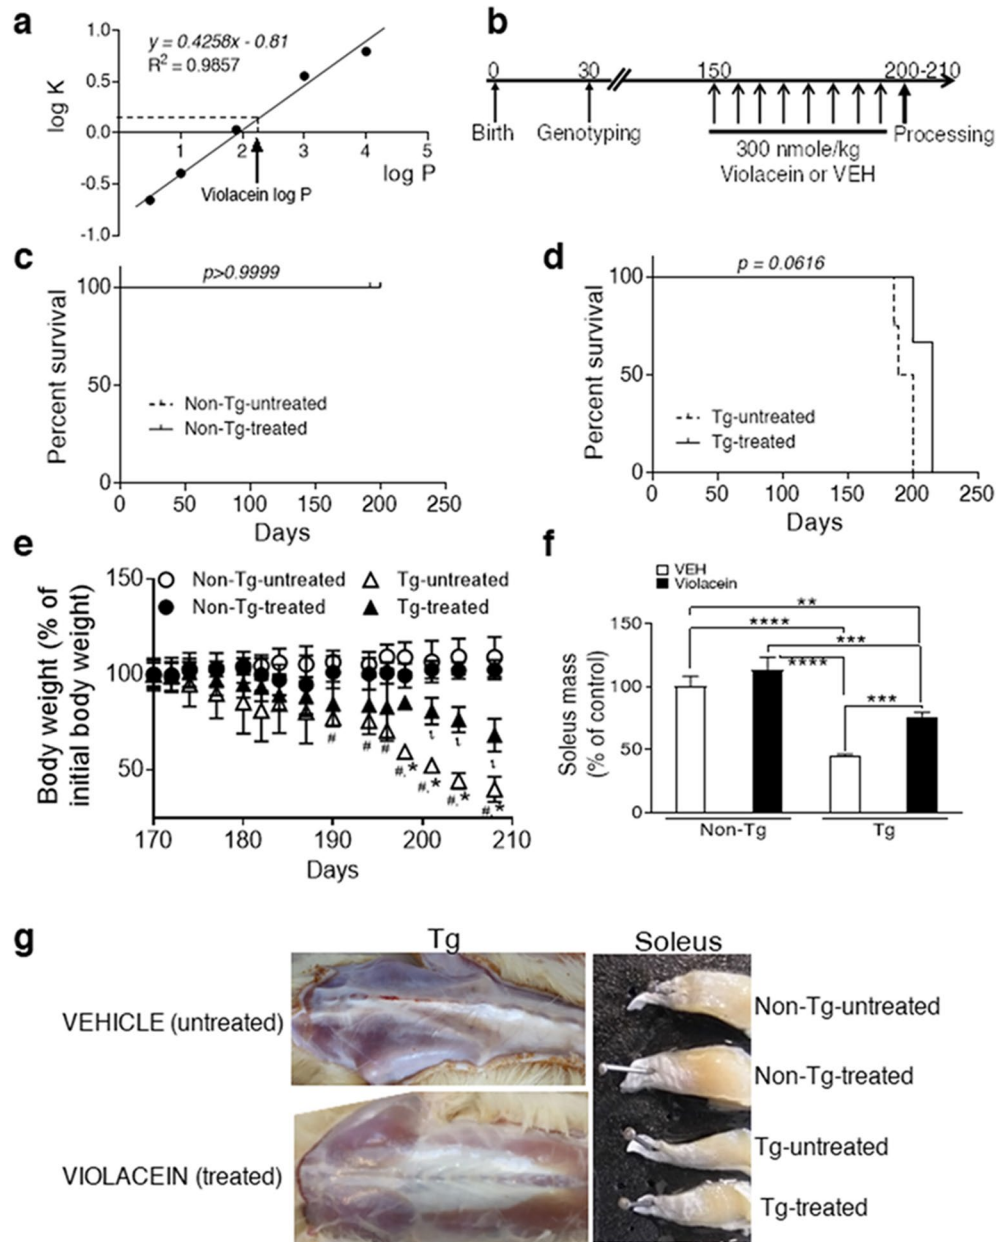 a
y = 0.4258x - 0.81
R² = 0.9857
log K
1.0
0.5
0.0
-0.5
-1.0
1 2 3 4 5
log P
Violacein log P
b
0 30 150 200-210
Birth Genotyping Processing
300 nmole/kg
Violacein or VEH
c
p>0.9999
Percent survival
100
50
0
Non-Tg-untreated
Non-Tg-treated
0 50 100 150 200 250
Days
d
p = 0.0616
Percent survival
100
50
0
Tg-untreated
Tg-treated
0 50 100 150 200 250
Days
e
Body weight (% of
initial body weight)
150
100
50
Non-Tg-untreated Tg-untreated
Non-Tg-treated Tg-treated
# # # #,* #,* #,* #,*
170 180 190 200 210
Days
f
VEH
Violacein
Soleus mass
(% of control)
150
100
50
0
**
****
***
****
***
Non-Tg Tg
g
Tg Soleus
VEHICLE (untreated)
VIOLACEIN (treated)
Non-Tg-untreated
Non-Tg-treated
Tg-untreated
Tg-treated